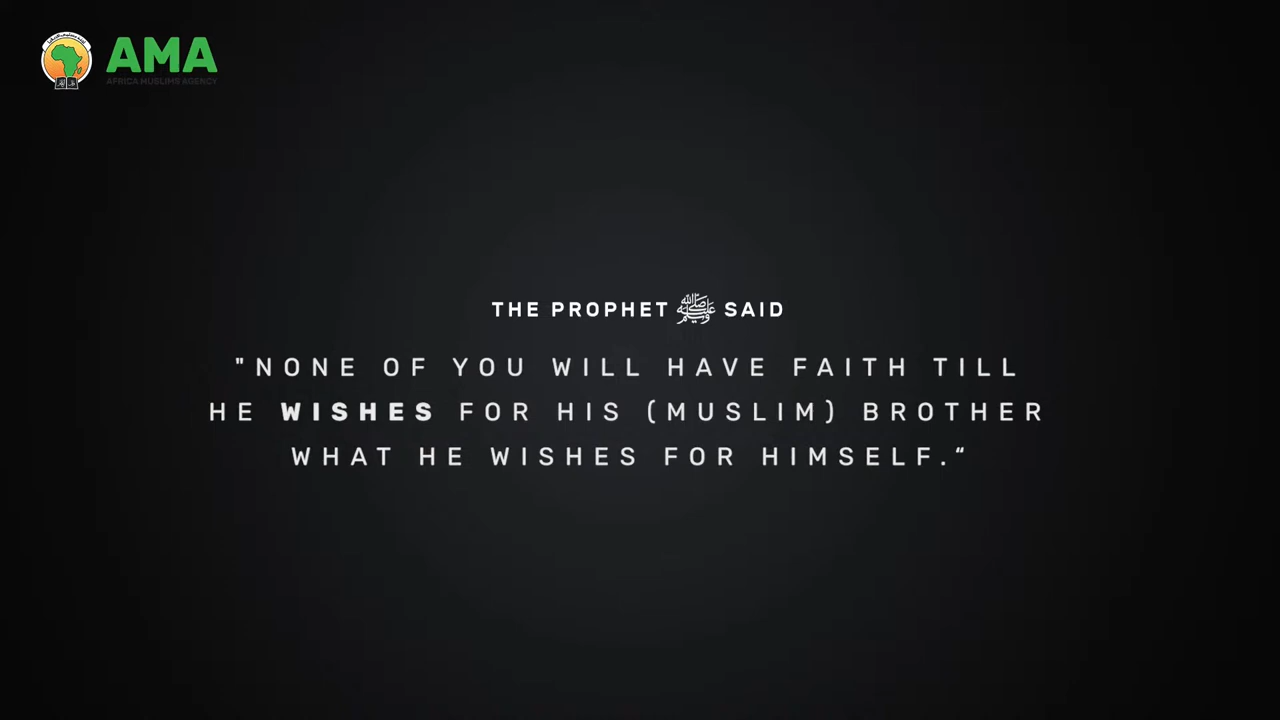 AMA
AFRICA MUSLIMS AGENCY
THE PROPHET ﷺ SAID
"NONE OF YOU WILL HAVE FAITH TILL
HE WISHES FOR HIS (MUSLIM) BROTHER
WHAT HE WISHES FOR HIMSELF.“